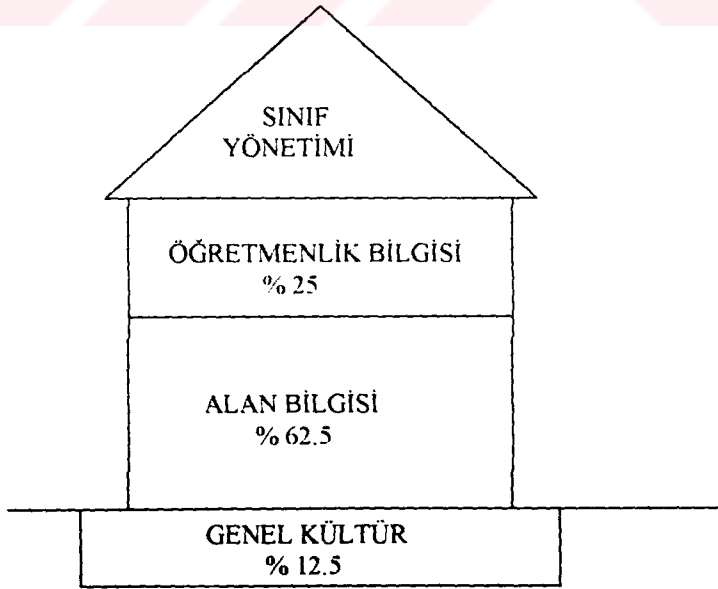 SINIF
YÖNETİMİ
ÖĞRETMENLİK BİLGİSİ
% 25
ALAN BİLGİSİ
% 62.5
GENEL KÜLTÜR
% 12.5